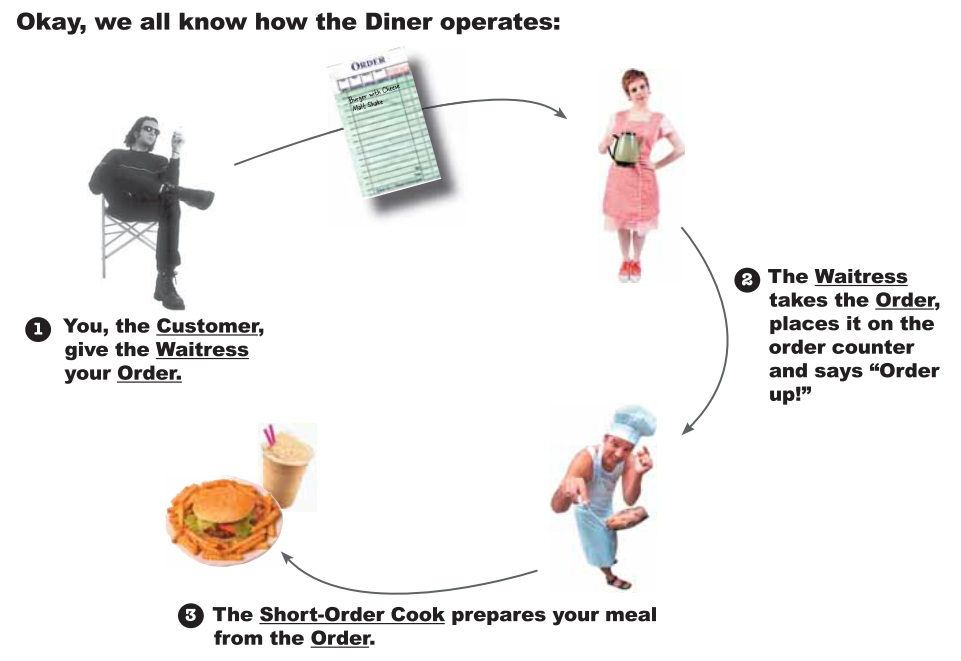 Okay, we all know how the Diner operates:
ORDER
Burger with Cheese
Malt Shake
1 You, the Customer,
give the Waitress
your Order.
2 The Waitress
takes the Order,
places it on the
order counter
and says “Order
up!”
3 The Short-Order Cook prepares your meal
from the Order.